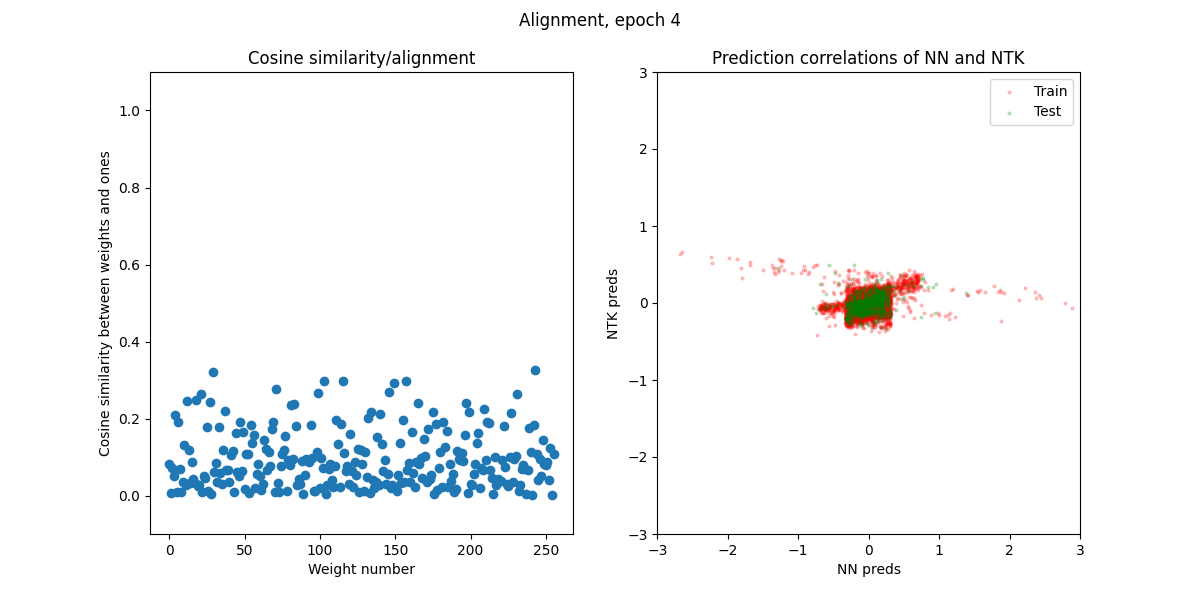 Alignment, epoch 4
Cosine similarity/alignment
Cosine similarity between weights and ones
1.0
0.8
0.6
0.4
0.2
0.0
0
50
100
150
200
250
Weight number
Prediction correlations of NN and NTK
NTK preds
3
2
1
0
−1
−2
−3
−3
−2
−1
0
1
2
3
NN preds
Train
Test